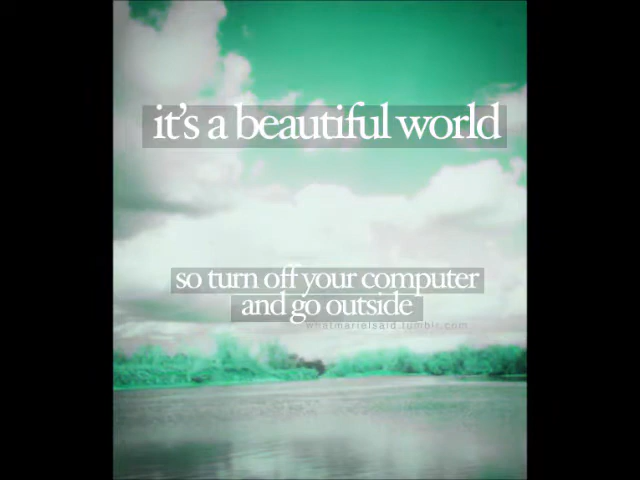 it's a beautiful world
so turn off your computer
and go outside
whatmarielsaid.tumblr.com